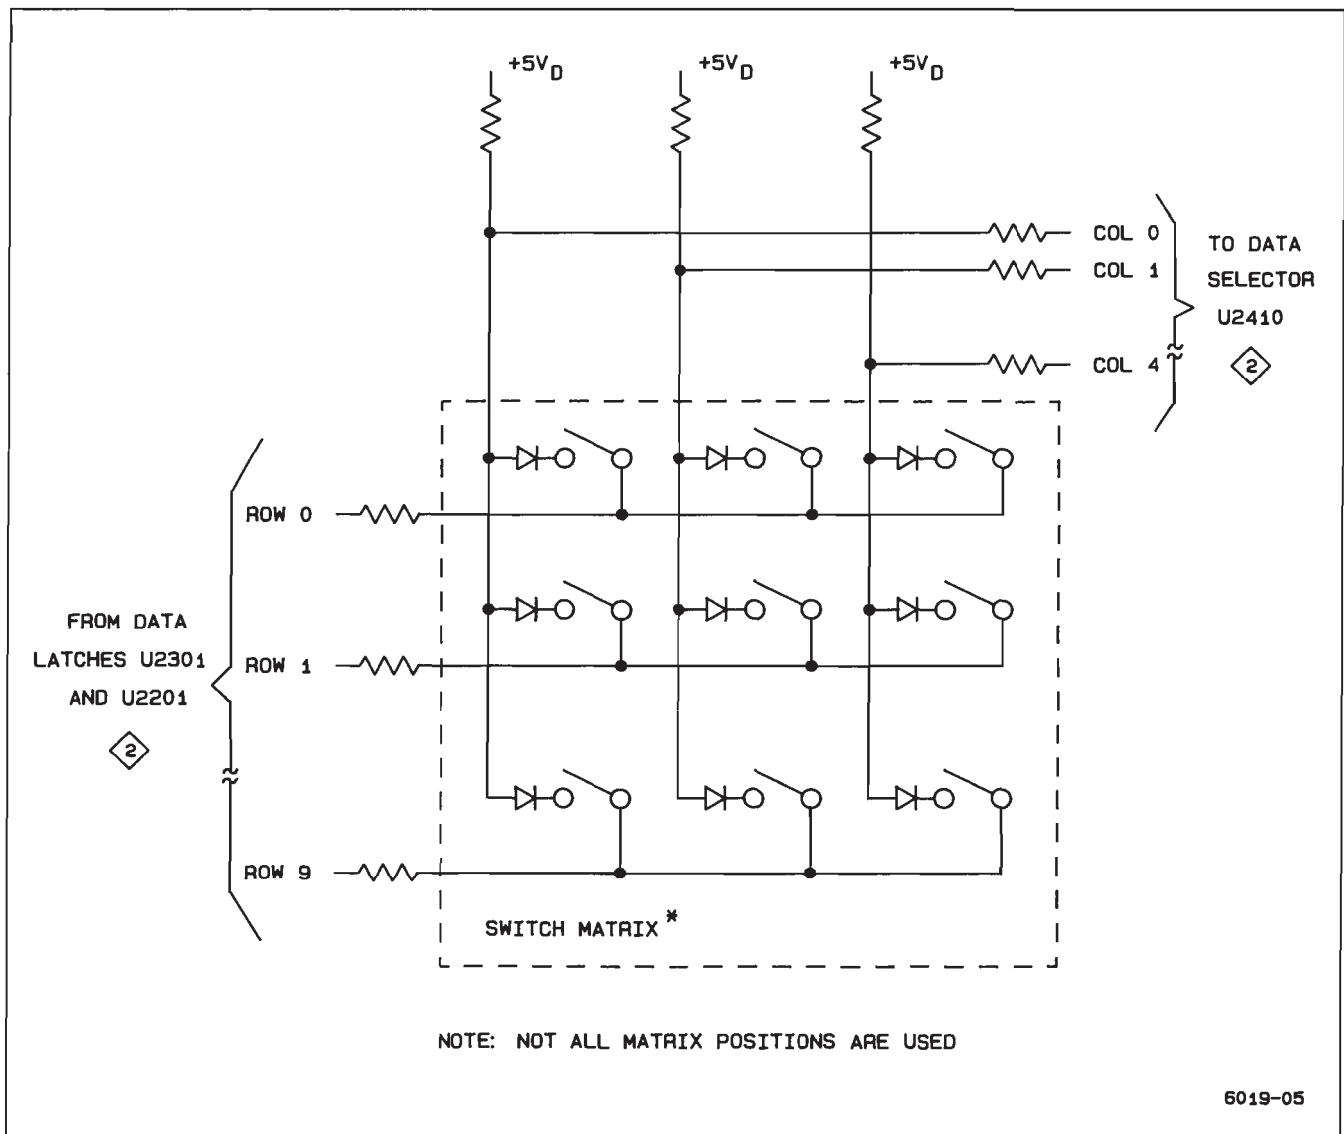 +5VD +5VD +5VD
COL 0
COL 1
COL 4
TO DATA
SELECTOR
U2410
2
ROW 0
ROW 1
ROW 9
FROM DATA
LATCHES U2301
AND U2201
2
SWITCH MATRIX *
NOTE: NOT ALL MATRIX POSITIONS ARE USED
6019-05